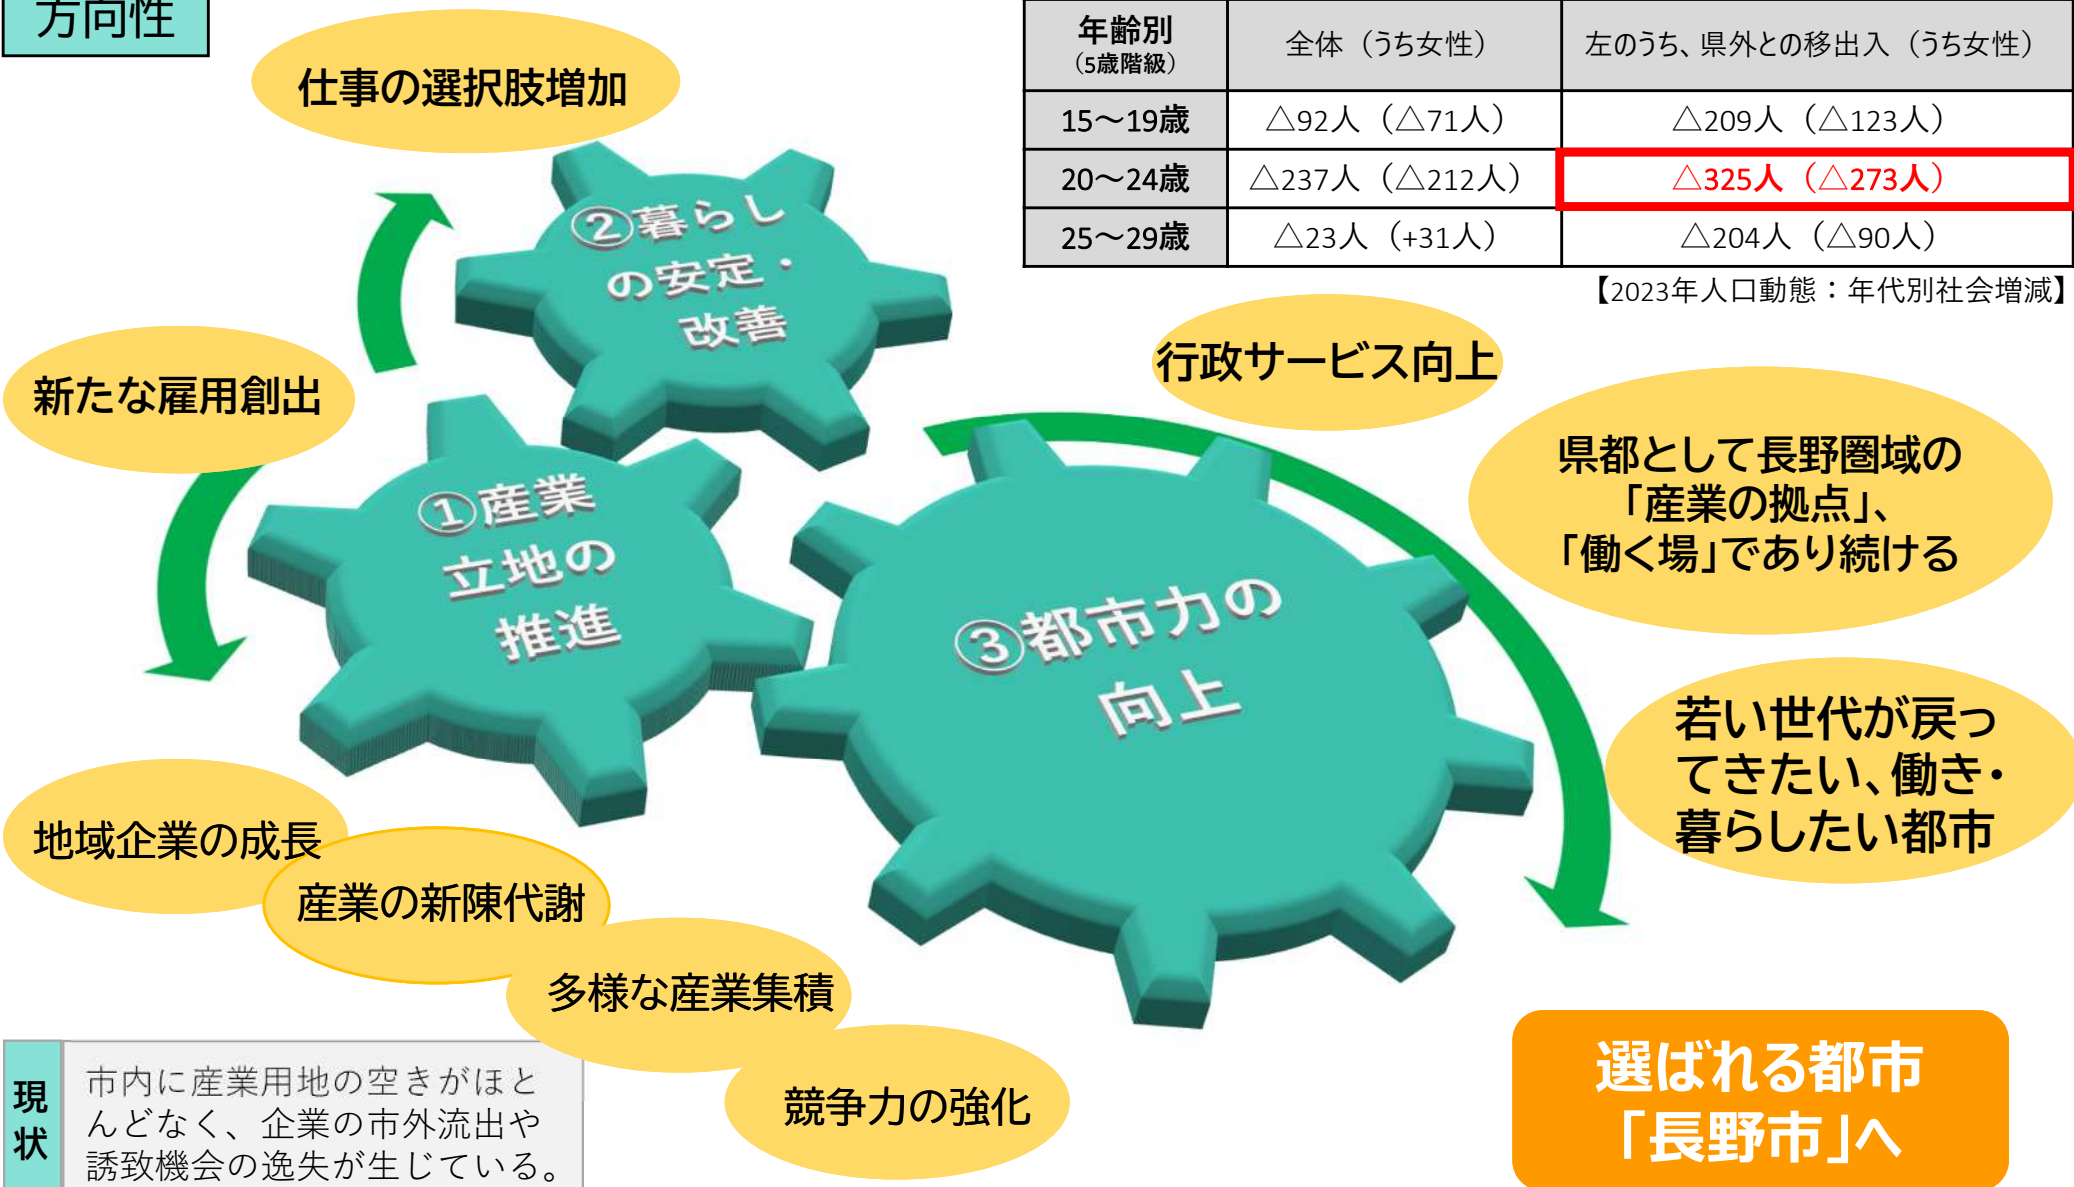 方向性
年齢別
（5歳階級）
全体（うち女性）
左のうち、県外との移出入（うち女性）
15～19歳
△92人（△71人）
△209人（△123人）
20～24歳
△237人（△212人）
△325人（△273人）
25～29歳
△23人（+31人）
△204人（△90人）
【2023年人口動態：年代別社会増減】
仕事の選択肢増加
②暮らし
の安定・
改善
新たな雇用創出
①産業
立地の
推進
行政サービス向上
県都として長野圏域の
「産業の拠点」、
「働く場」であり続ける
③都市力の
向上
若い世代が戻っ
てきたい、働き・
暮らしたい都市
地域企業の成長
産業の新陳代謝
多様な産業集積
競争力の強化
現
状
市内に産業用地の空きがほと
んどなく、企業の市外流出や
誘致機会の逸失が生じている。
選ばれる都市
「長野市」へ